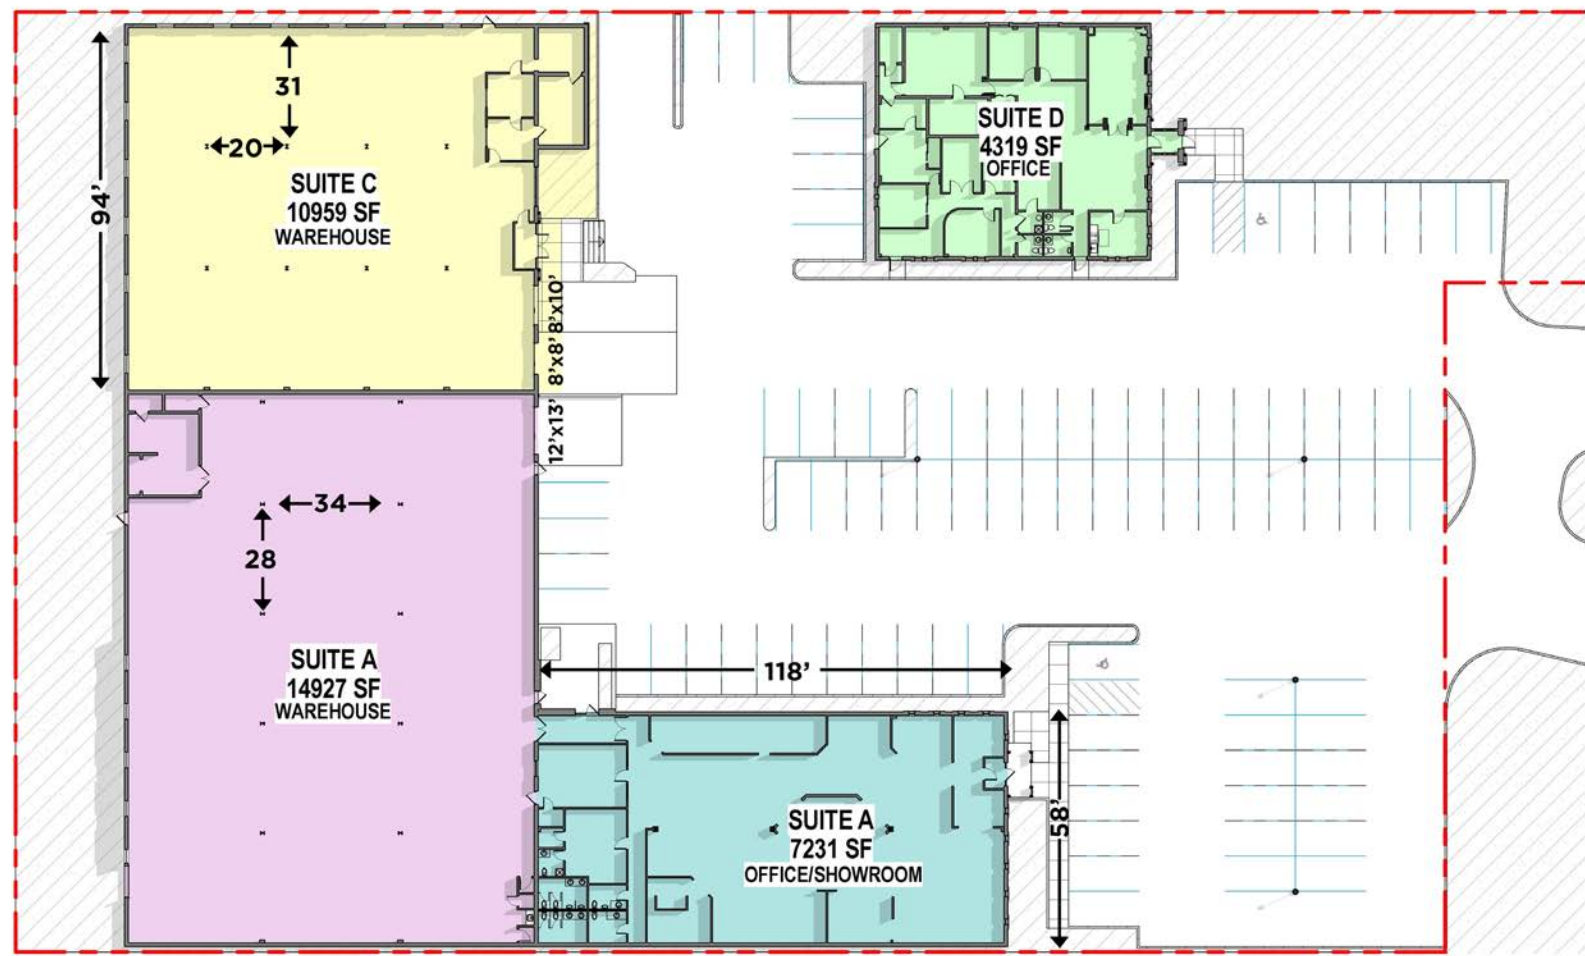 31
20
94'
SUITE C
10959 SF
WAREHOUSE
SUITE D
4319 SF
OFFICE
8'x10'
8'x8'
12'x13'
34
28
SUITE A
14927 SF
WAREHOUSE
118'
58'
SUITE A
7231 SF
OFFICE/SHOWROOM